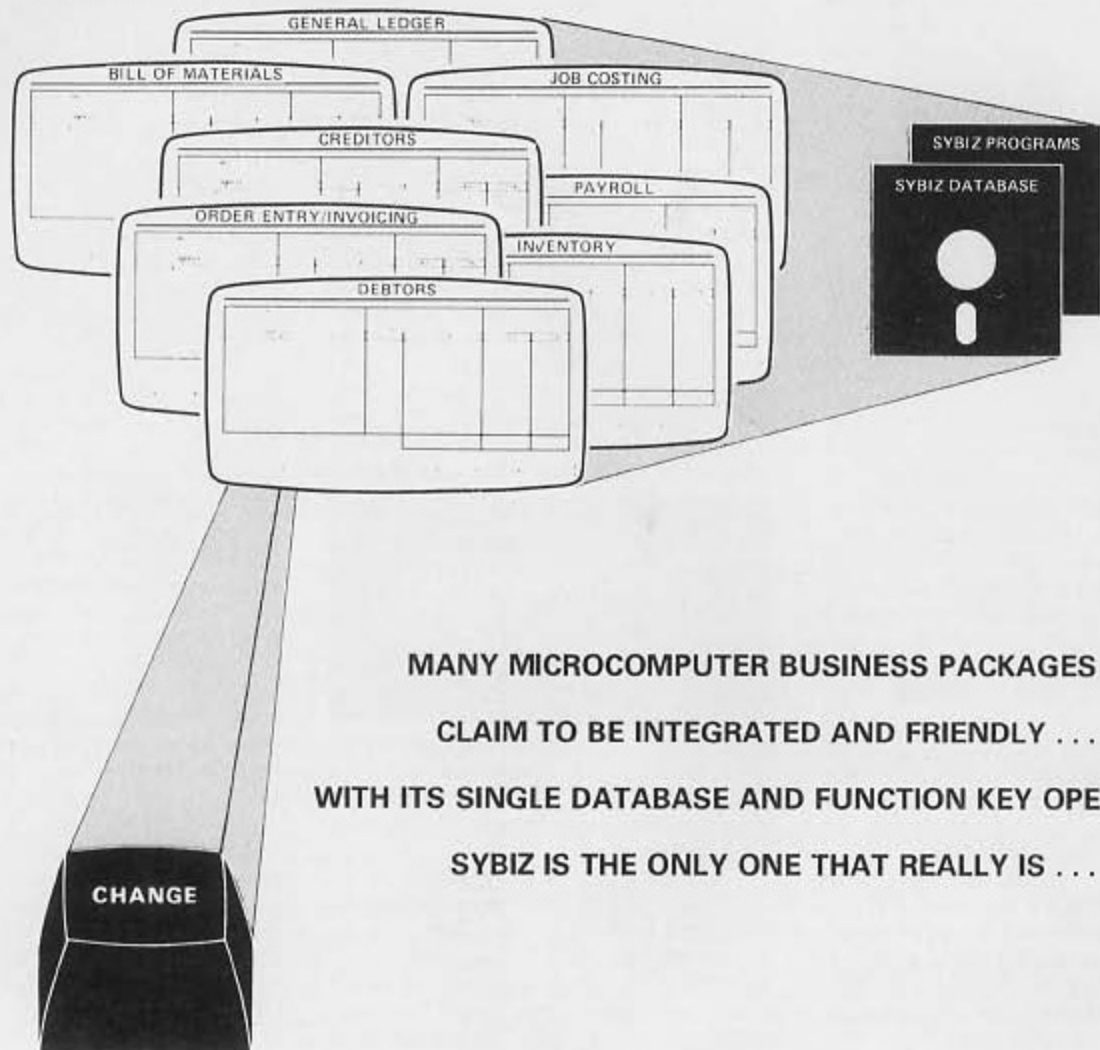 GENERAL LEDGER
BILL OF MATERIALS
JOB COSTING
CREDITORS
PAYROLL
ORDER ENTRY/INVOICING
INVENTORY
DEBTORS
SYBIZ PROGRAMS
SYBIZ DATABASE
MANY MICROCOMPUTER BUSINESS PACKAGES
CLAIM TO BE INTEGRATED AND FRIENDLY . . .
WITH ITS SINGLE DATABASE AND FUNCTION KEY OPE
SYBIZ IS THE ONLY ONE THAT REALLY IS . . .
CHANGE